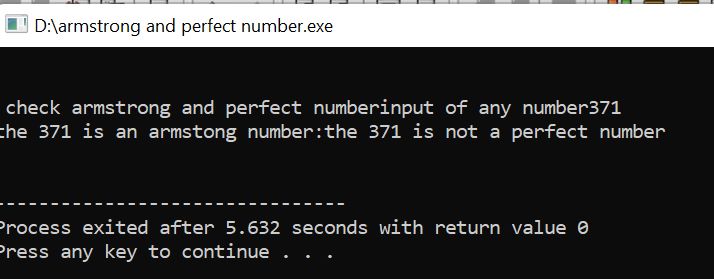 D:\armstrong and perfect number.exe
check armstrong and perfect numberinput of any number371
the 371 is an armstong number:the 371 is not a perfect number
--------------------------------
Process exited after 5.632 seconds with return value 0
Press any key to continue . . .